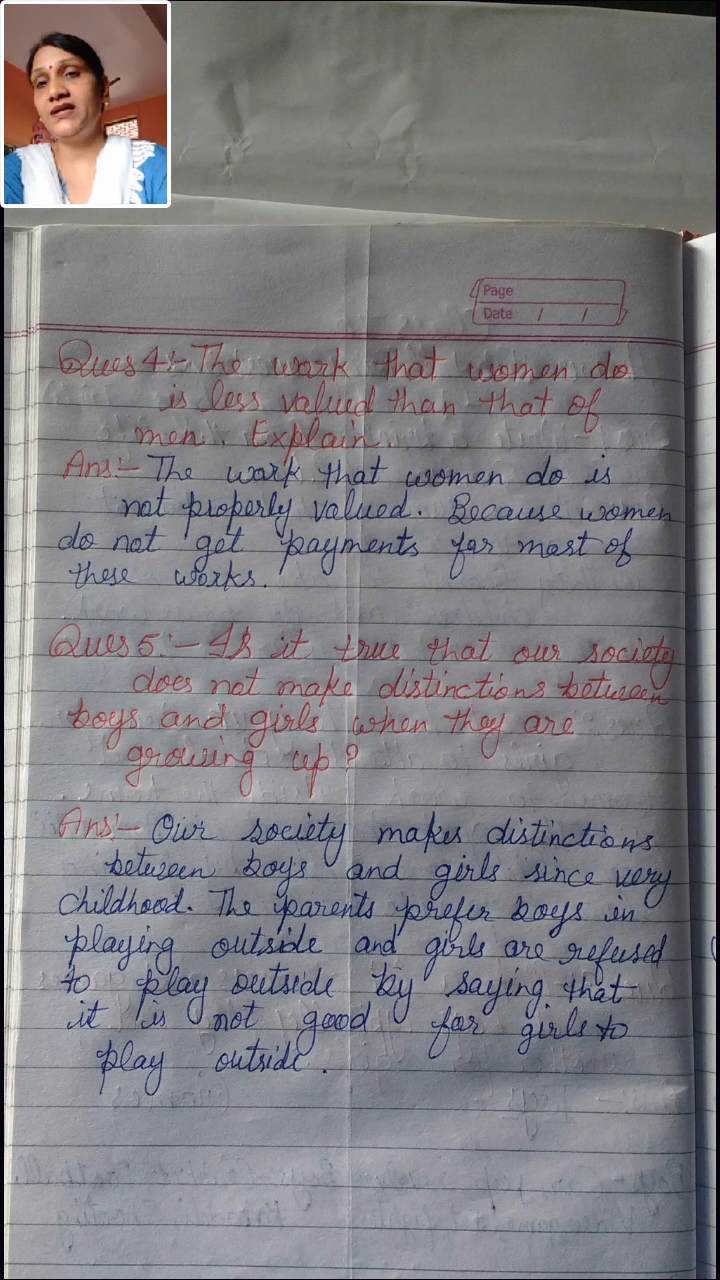 Page
Date / /
Ques 4:- The work that women do
is less valued than that of
men. Explain.
Ans:- The work that women do is
not properly valued. Because women
do not get payments for most of
these works.
Ques 5:- Is it true that our society
does not make distinctions between
boys and girls when they are
growing up?
Ans:- Our society makes distinctions
between boys and girls since very
childhood. The parents prefer boys in
playing outside and girls are refused
to play outside by saying that
it is not good for girls to
play outside.